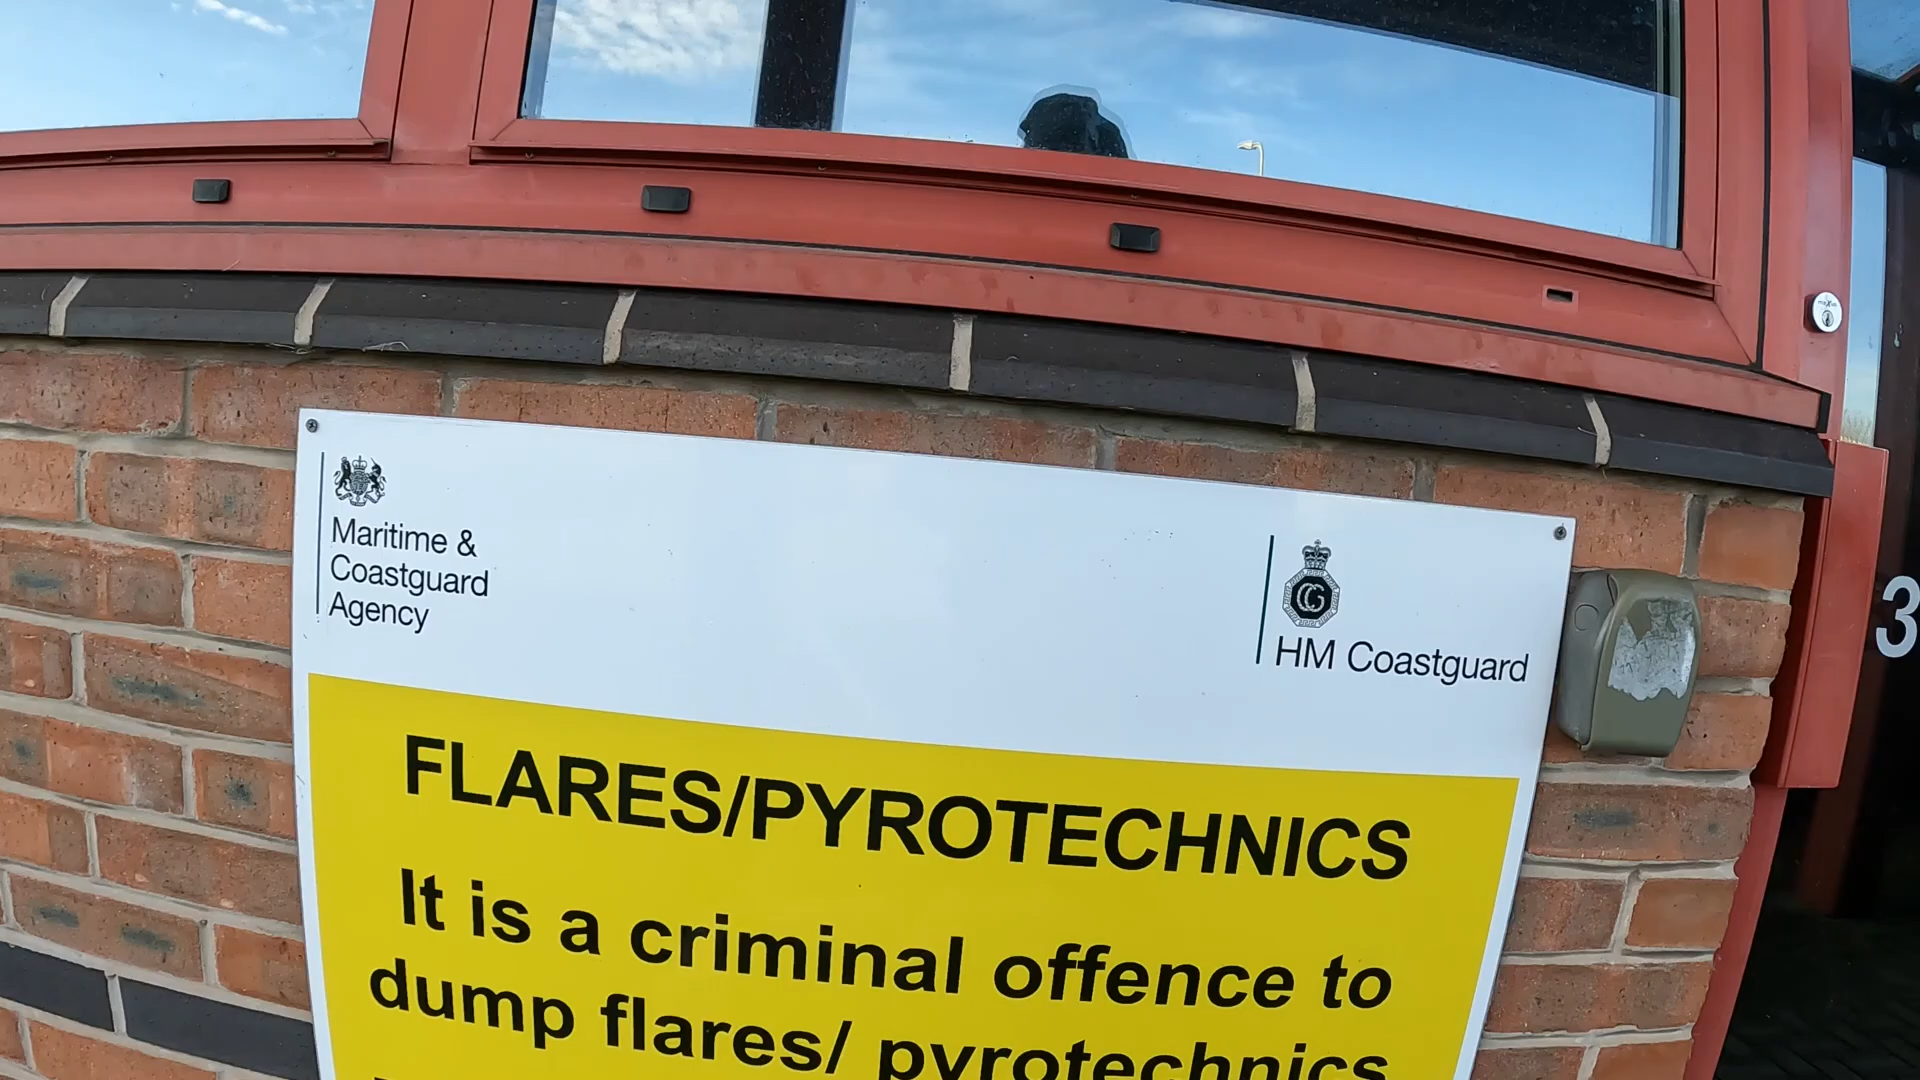 Maritime &
Coastguard
Agency
HM Coastguard
FLARES/PYROTECHNICS
It is a criminal offence to
dump flares/ pyrotechnics
3